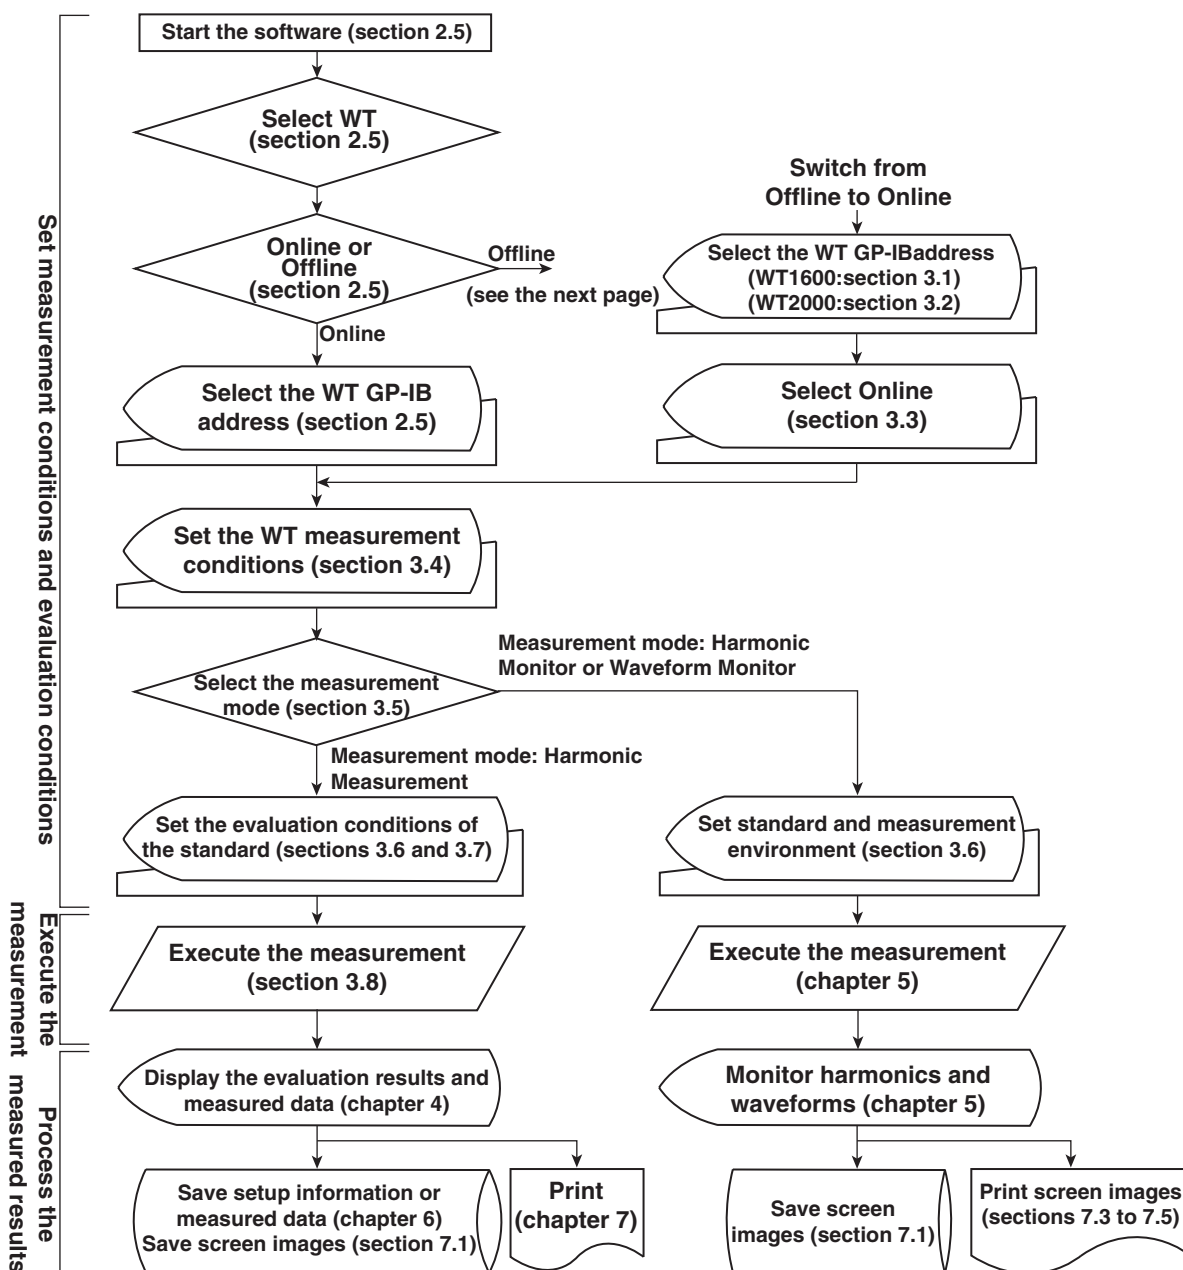 Start the software (section 2.5)
Select WT
(section 2.5)
Switch from
Offline to Online
Online or
Offline
(section 2.5)
Offline
(see the next page)
Online
Select the WT GP-IBaddress
(WT1600:section 3.1)
(WT2000:section 3.2)
Select the WT GP-IB
address (section 2.5)
Select Online
(section 3.3)
Set the WT measurement
conditions (section 3.4)
Select the measurement
mode (section 3.5)
Measurement mode: Harmonic
Monitor or Waveform Monitor
Measurement mode: Harmonic
Measurement
Set the evaluation conditions of
the standard (sections 3.6 and 3.7)
Set standard and measurement
environment (section 3.6)
Set measurement conditions and evaluation conditions
Execute the measurement
(section 3.8)
Execute the measurement
(chapter 5)
Execute the
measurement
Display the evaluation results and
measured data (chapter 4)
Monitor harmonics and
waveforms (chapter 5)
Save setup information or
measured data (chapter 6)
Save screen images (section 7.1)
Print
(chapter 7)
Save screen
images (section 7.1)
Print screen images
(sections 7.3 to 7.5)
Process the
measured results